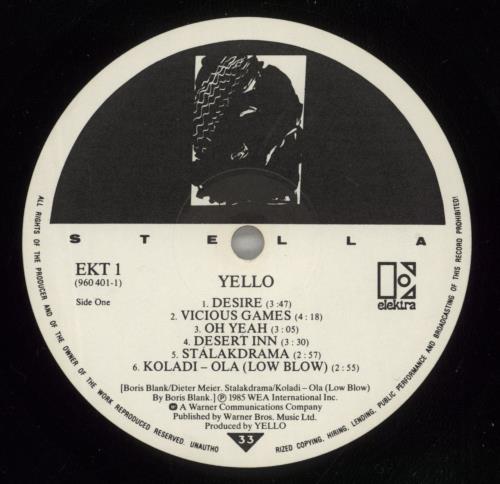 STELLA
EKT 1
(960 401-1)
Side One
YELLO
1. DESIRE (3:47)
2. VICIOUS GAMES (4:18)
3. OH YEAH (3:05)
4. DESERT INN (3:30)
5. STALAKDRAMA (2:57)
6. KOLADI – OLA (LOW BLOW) (2:55)
elektra
[Boris Blank/Dieter Meier. Stalakdrama/Koladi – Ola (Low Blow)
By Boris Blank.] Ⓟ 1985 WEA International Inc.
A Warner Communications Company
Published by Warner Bros. Music Ltd.
Produced by YELLO
33
ALL RIGHTS OF THE PRODUCER AND OF THE OWNER OF THE WORK REPRODUCED RESERVED. UNAUTHO RIZED COPYING, HIRING, LENDING, PUBLIC PERFORMANCE AND BROADCASTING OF THIS RECORD PROHIBITED!